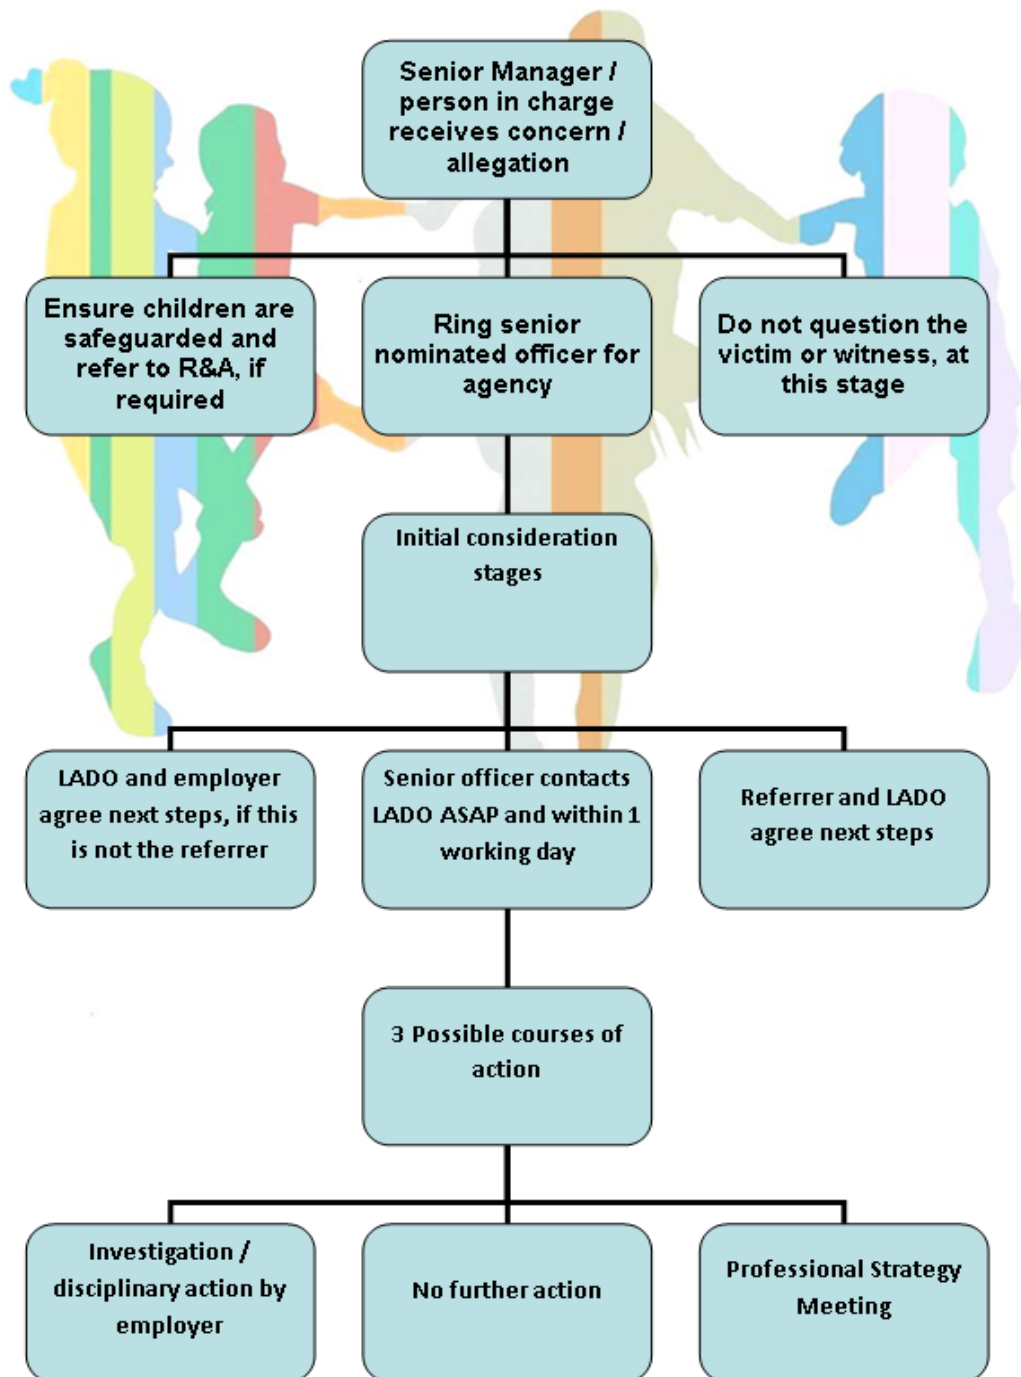 Senior Manager /
person in charge
receives concern /
allegation
Ensure children are
safeguarded and
refer to R&A, if
required
Ring senior
nominated officer for
agency
Do not question the
victim or witness, at
this stage
Initial consideration
stages
LADO and employer
agree next steps, if this
is not the referrer
Senior officer contacts
LADO ASAP and within 1
working day
Referrer and LADO
agree next steps
3 Possible courses of
action
Investigation /
disciplinary action by
employer
No further action
Professional Strategy
Meeting